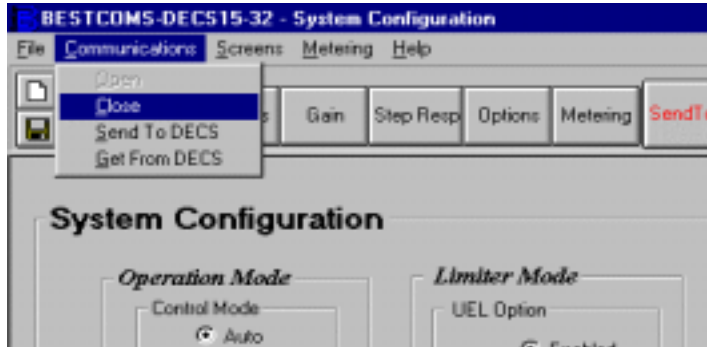 BESTCOMS-DECS15-32 - System Configuration
File Communications Screens Metering Help
Open
Close
Send To DECS
Get From DECS
Gain Step Resp Options Metering SendT
System Configuration
Operation Mode Limiter Mode
Control Mode UEL Option
Auto Enabled